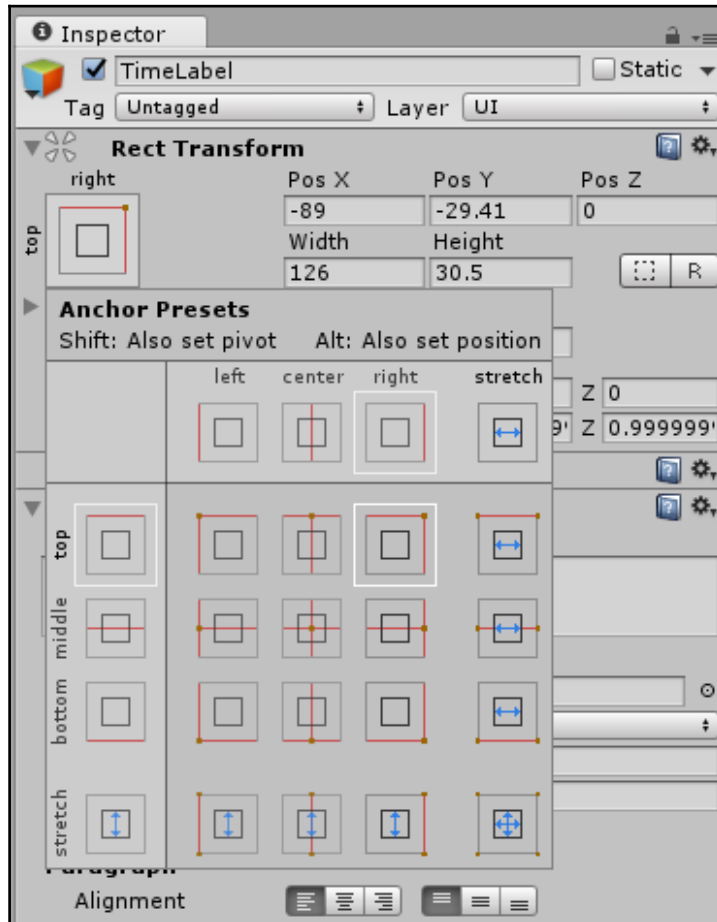 Inspector
TimeLabel Static
Tag Untagged Layer UI
Rect Transform
right Pos X Pos Y Pos Z
top -89 -29.41 0
Width Height
126 30.5 R
Anchor Presets
Shift: Also set pivot Alt: Also set position
left center right stretch
Z 0
9' Z 0.999999'
top
middle
bottom
stretch
Alignment